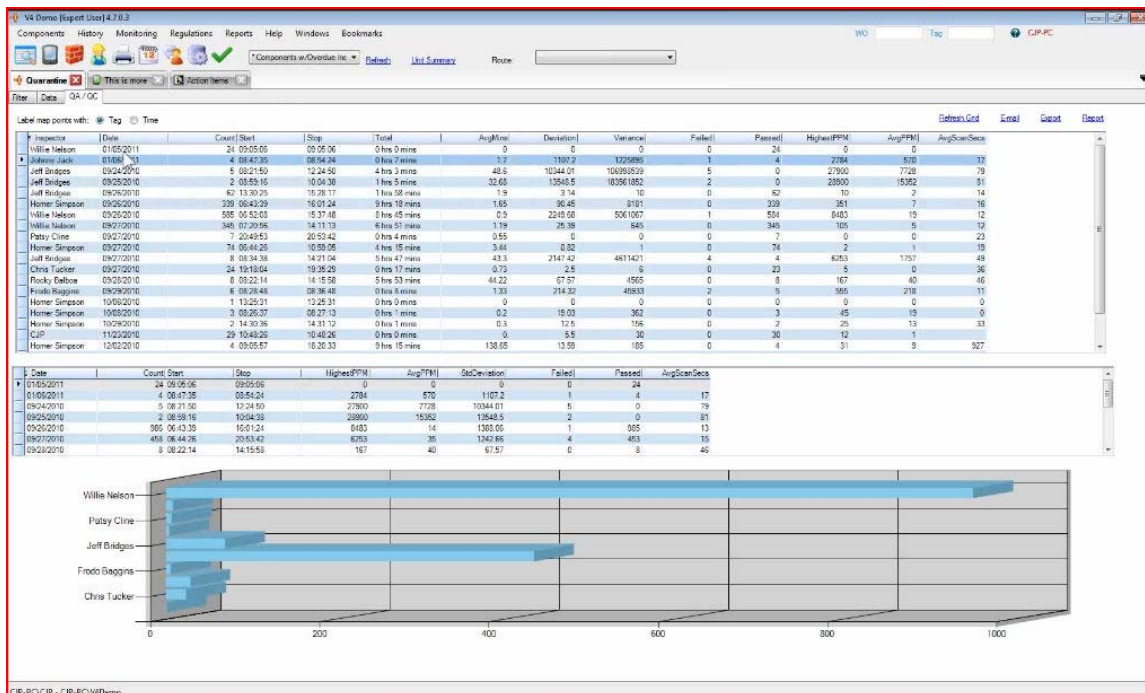 V4 Demo [Expert User] 4.7.0.3
Components History Monitoring Regulations Reports Help Windows Bookmarks WO Tag CJP-PC
*Components w/Overdue Ins Refresh Unit Summary Route:
Quarantine This is more Action Items
Filter Data QA / QC
Label map points with: Tag Time Refresh Grid Email Export Report
Inspector Date Count Start Stop Total AvgMins Deviation Variance Failed Passed HighestPPM AvgPPM AvgScanSecs
Willie Nelson 01/05/2011 24 09:05:06 09:05:06 0 hrs 0 mins 0 0 0 0 24 0 0
Johnny Jack 4 08:47:35 08:54:24 0 hrs 7 mins 1.7 1107.2 1225895 1 4 2784 570 17
Jeff Bridges 09/24/2010 5 08:21:50 12:24:50 4 hrs 3 mins 48.6 10344.01 106998539 5 0 27900 7728 79
Jeff Bridges 09/25/2010 2 08:59:16 10:04:38 1 hrs 5 mins 32.68 13548.5 183561852 2 0 28900 15352 81
Jeff Bridges 09/26/2010 62 13:30:25 15:28:17 1 hrs 58 mins 1.9 3.14 10 0 62 10 2 14
Homer Simpson 09/26/2010 339 06:43:39 16:01:24 9 hrs 18 mins 1.65 90.45 8181 0 339 351 7 16
Willie Nelson 09/26/2010 585 06:52:08 15:37:48 8 hrs 45 mins 0.9 2249.68 5061067 1 584 8483 19 12
Willie Nelson 09/27/2010 345 07:20:56 14:11:13 6 hrs 51 mins 1.19 25.39 645 0 345 105 5 12
Patsy Cline 09/27/2010 7 20:49:53 20:53:42 0 hrs 4 mins 0.55 0 0 0 7 0 0 23
Homer Simpson 09/27/2010 74 06:44:26 10:59:05 4 hrs 15 mins 3.44 0.82 1 0 74 2 1 19
Jeff Bridges 09/27/2010 8 08:34:38 14:21:04 5 hrs 47 mins 43.3 2147.42 4611421 4 4 6253 1757 49
Chris Tucker 09/27/2010 24 19:18:04 19:35:29 0 hrs 17 mins 0.73 2.5 6 0 23 5 0 36
Rocky Balboa 09/28/2010 8 08:22:14 14:15:58 5 hrs 53 mins 44.22 67.57 4565 0 8 167 40 46
Frodo Baggins 09/29/2010 6 08:28:48 08:36:48 0 hrs 8 mins 1.33 214.32 45933 2 5 555 218 11
Homer Simpson 10/06/2010 1 13:25:31 13:25:31 0 hrs 0 mins 0 0 0 0 0 0 0 0
Homer Simpson 10/08/2010 3 08:26:37 08:27:13 0 hrs 1 mins 0.2 19.03 362 0 3 45 19 0
Homer Simpson 10/29/2010 2 14:30:36 14:31:12 0 hrs 1 mins 0.3 12.5 156 0 2 25 13 33
CJP 11/23/2010 29 10:48:26 10:48:26 0 hrs 0 mins 0 5.5 30 0 30 12 1
Homer Simpson 12/02/2010 4 09:05:57 18:20:33 9 hrs 15 mins 138.65 13.59 185 0 4 31 9 927
Date Count Start Stop HighestPPM AvgPPM StdDeviation Failed Passed AvgScanSecs
01/05/2011 24 09:05:06 09:05:06 0 0 0 0 24
01/06/2011 4 08:47:35 08:54:24 2784 570 1107.2 1 4 17
09/24/2010 5 08:21:50 12:24:50 27900 7728 10344.01 5 0 79
09/25/2010 2 08:59:16 10:04:38 28900 15352 13548.5 2 0 81
09/26/2010 986 06:43:39 16:01:24 8483 14 1 985 13
09/27/2010 458 06:44:26 20:53:42 6253 35 1242.66 4 453 15
09/28/2010 8 08:22:14 14:15:58 167 40 67.57 0 8 46
Willie Nelson
Patsy Cline
Jeff Bridges
Frodo Baggins
Chris Tucker
0 200 400 600 800 1000